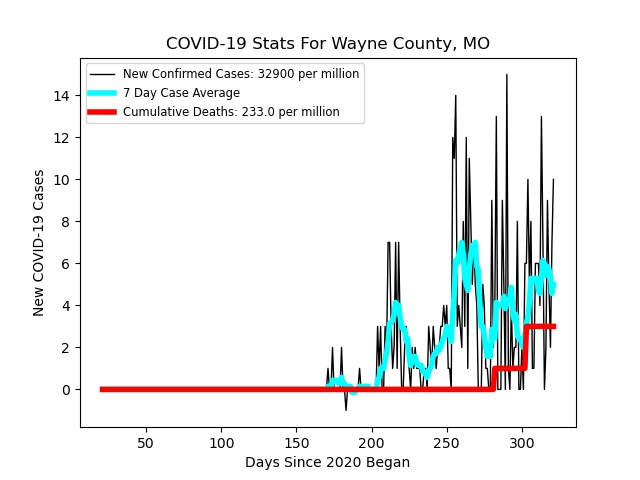 COVID-19 Stats For Wayne County, MO
New Confirmed Cases: 32900 per million
7 Day Case Average
Cumulative Deaths: 233.0 per million
New COVID-19 Cases
14
12
10
8
6
4
2
0
50 100 150 200 250 300
Days Since 2020 Began